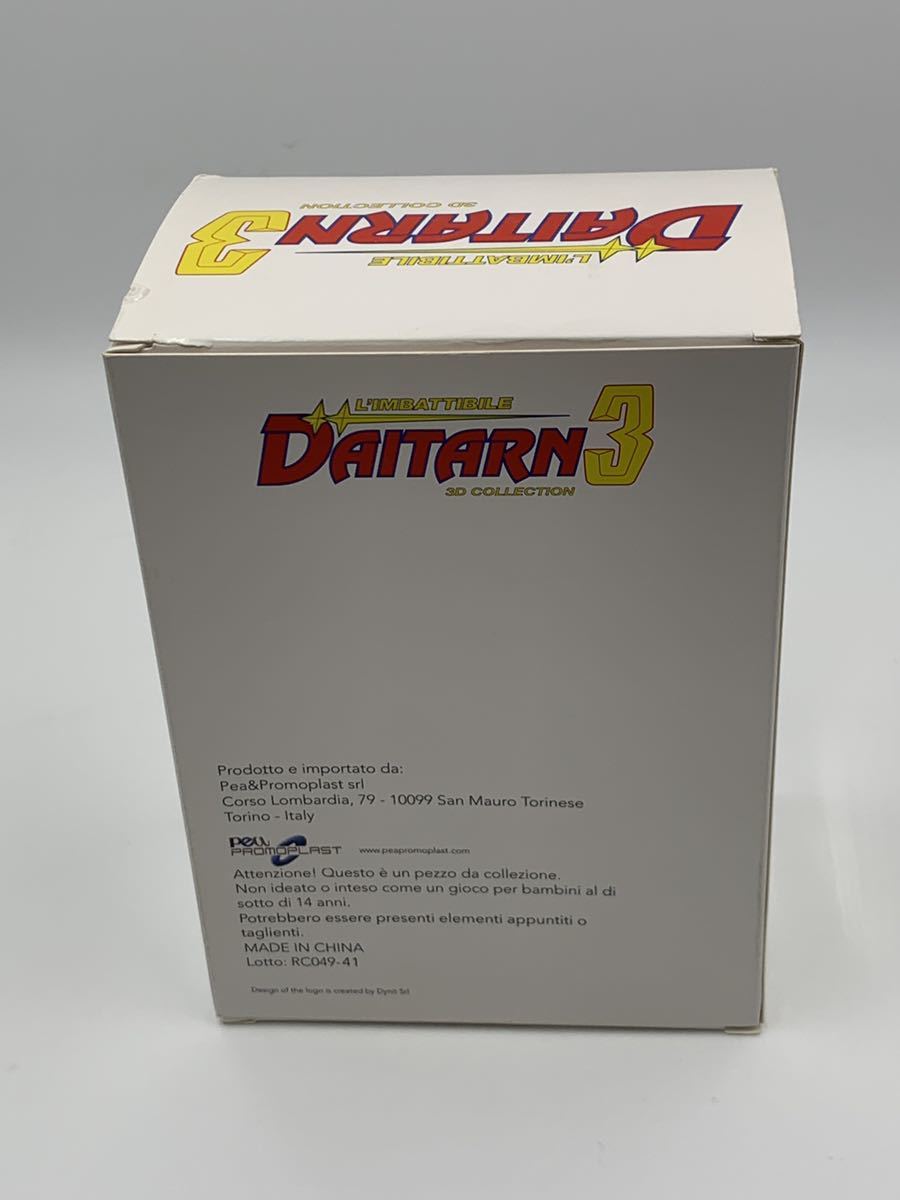 L'IMBATTIBILE
DAITARN 3
3D COLLECTION
L'IMBATTIBILE
DAITARN 3
3D COLLECTION
Prodotto e importato da:
Pea&Promoplast srl
Corso Lombardia, 79 - 10099 San Mauro Torinese
Torino - Italy
pea
PROMOPLAST
www.peapromoplast.com
Attenzione! Questo è un pezzo da collezione.
Non ideato o inteso come un gioco per bambini al di
sotto di 14 anni.
Potrebbero essere presenti elementi appuntiti o
taglienti.
MADE IN CHINA
Lotto: RC049-41
Design of the logo is created by Dynit Srl